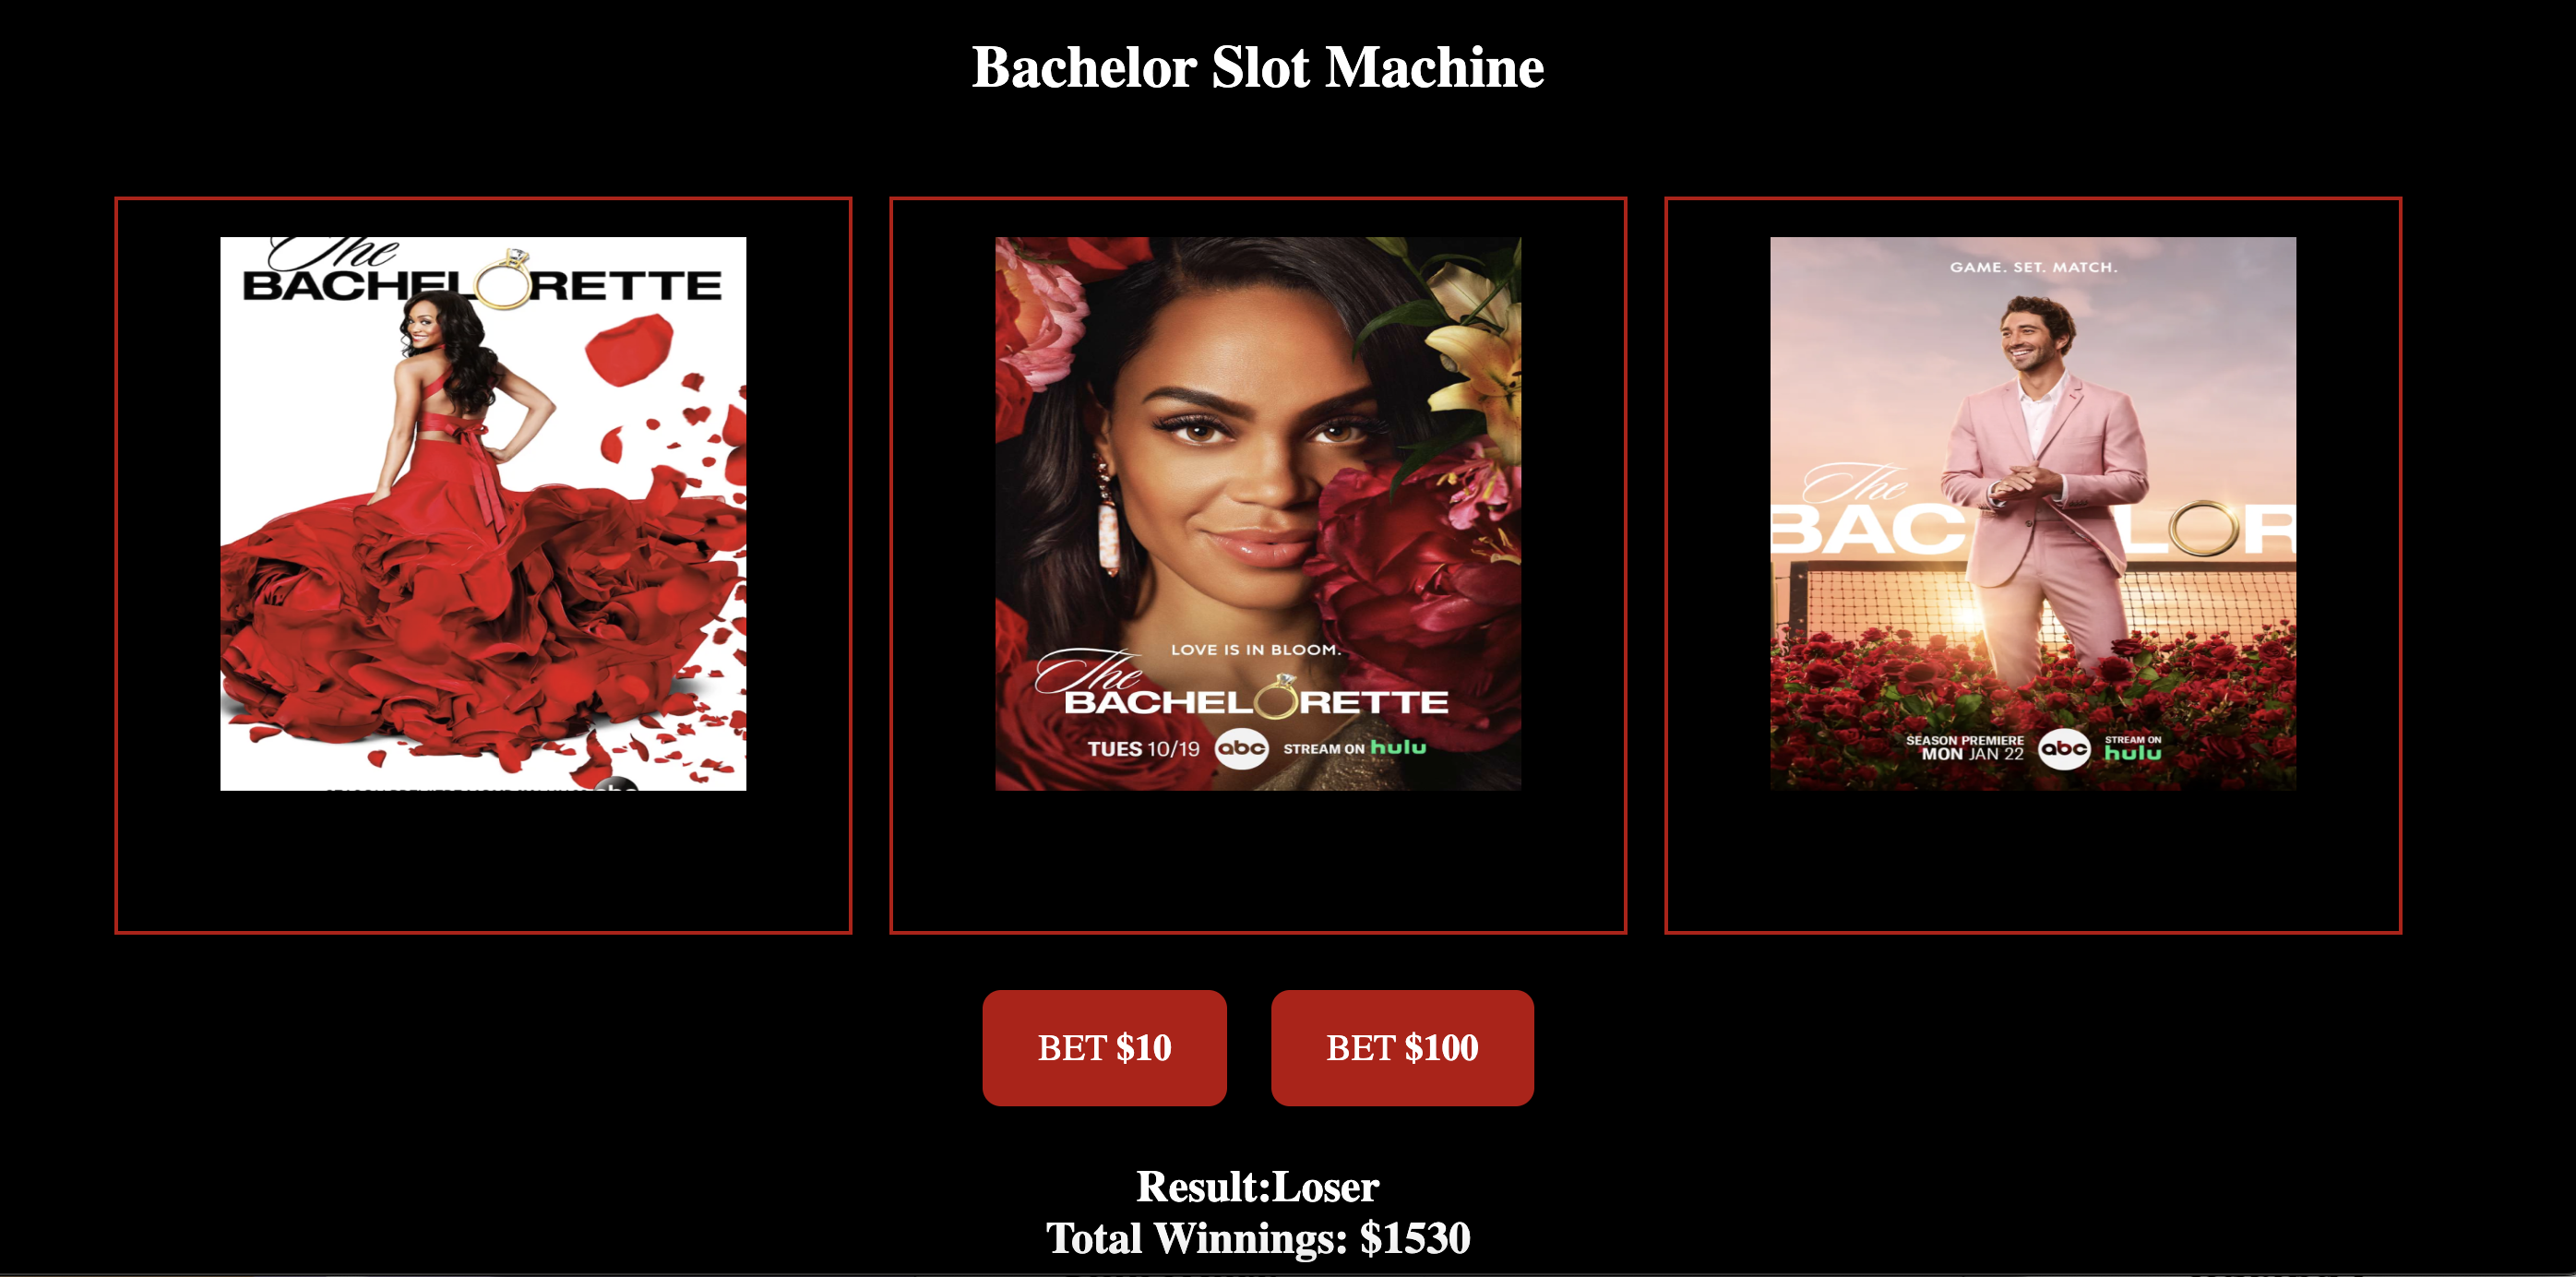 Bachelor Slot Machine
The
BACHELORETTE
abc
LOVE IS IN BLOOM.
The
BACHELORETTE
TUES 10/19 abc STREAM ON hulu
GAME. SET. MATCH.
The
BAC LOR
SEASON PREMIERE
MON JAN 22
abc
STREAM ON
hulu
BET $10
BET $100
Result:Loser
Total Winnings: $1530